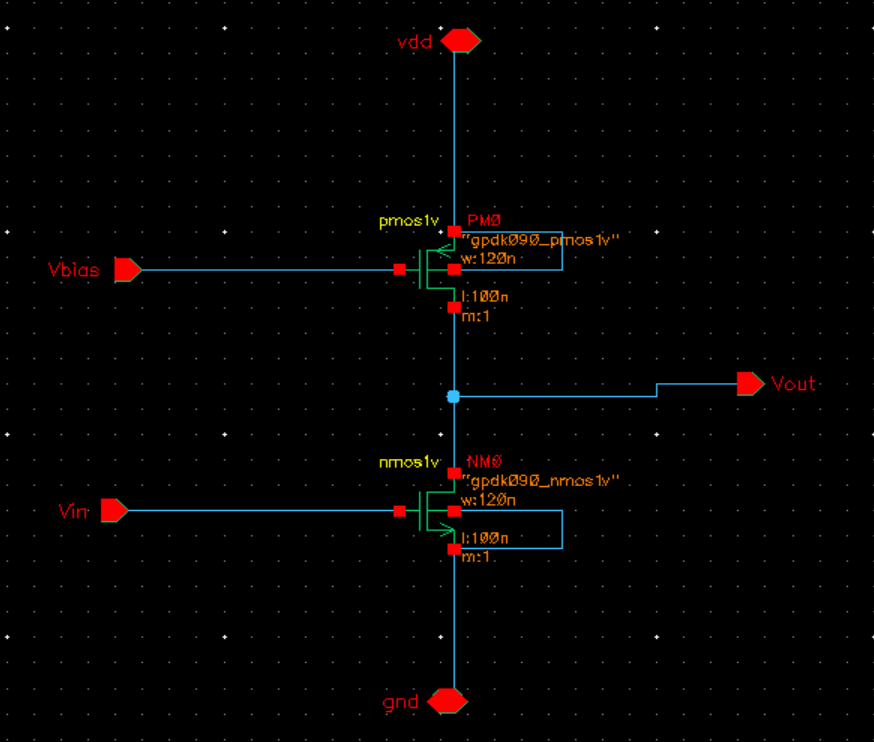 vdd
pmos1v PM0
"gpdk090_pmos1v"
w:120n
Vbias
l:100n
m:1
Vout
nmos1v NM0
"gpdk090_nmos1v"
w:120n
Vin
l:100n
m:1
gnd